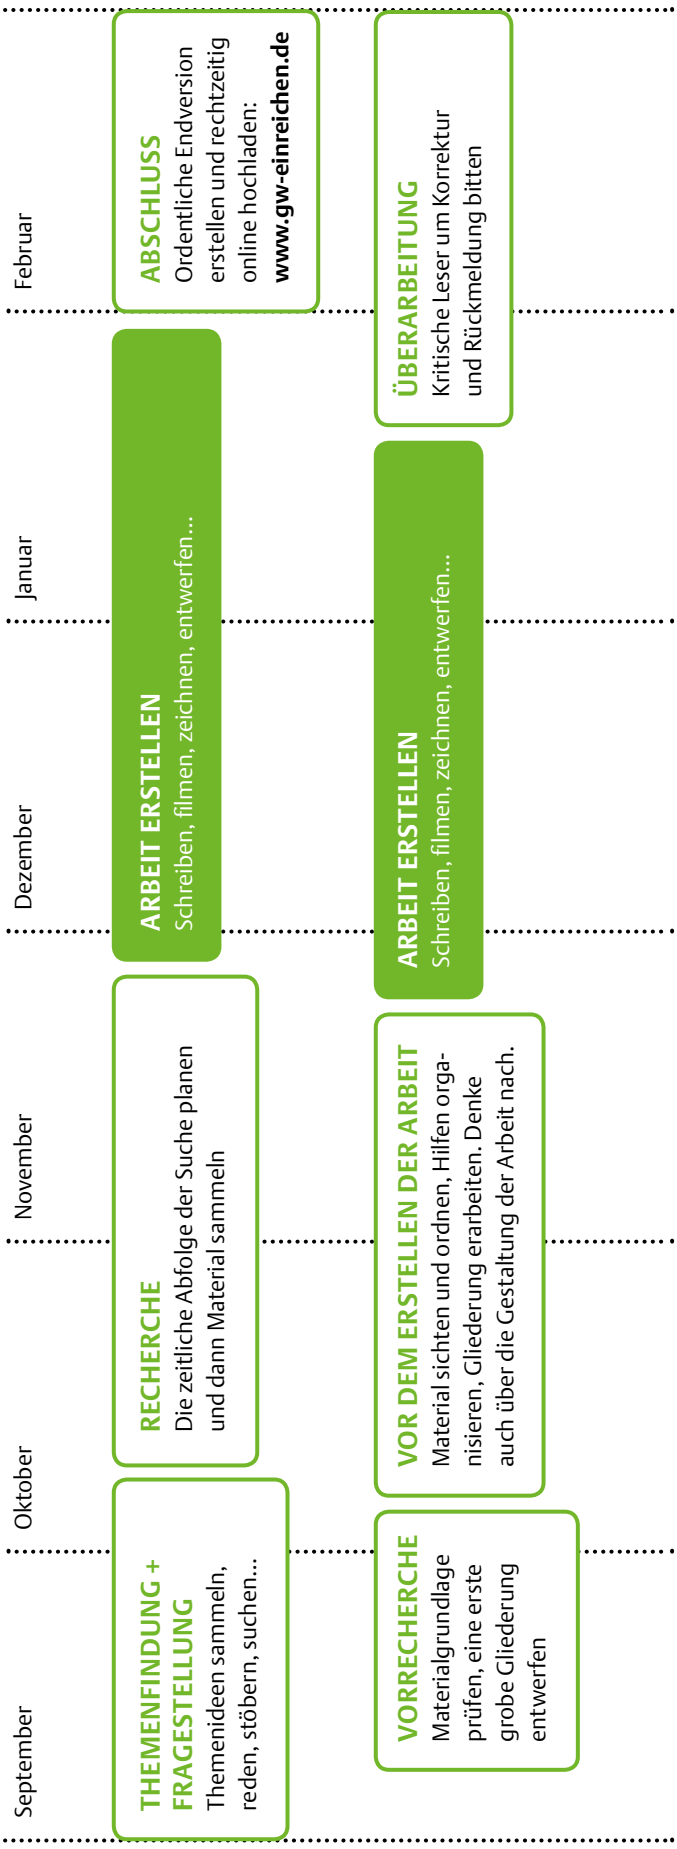 September
Oktober
November
Dezember
Januar
Februar
THEMENFINDUNG +
FRAGESTELLUNG
Themenideen sammeln,
reden, stöbern, suchen...
RECHERCHE
Die zeitliche Abfolge der Suche planen
und dann Material sammeln
ARBEIT ERSTELLEN
Schreiben, filmen, zeichnen, entwerfen...
ABSCHLUSS
Ordentliche Endversion
erstellen und rechtzeitig
online hochladen:
www.gw-einreichen.de
VORRECHERCHE
Materialgrundlage
prüfen, eine erste
grobe Gliederung
entwerfen
VOR DEM ERSTELLEN DER ARBEIT
Material sichten und ordnen, Hilfen orga-
nisieren, Gliederung erarbeiten. Denke
auch über die Gestaltung der Arbeit nach.
ARBEIT ERSTELLEN
Schreiben, filmen, zeichnen, entwerfen...
ÜBERARBEITUNG
Kritische Leser um Korrektur
und Rückmeldung bitten